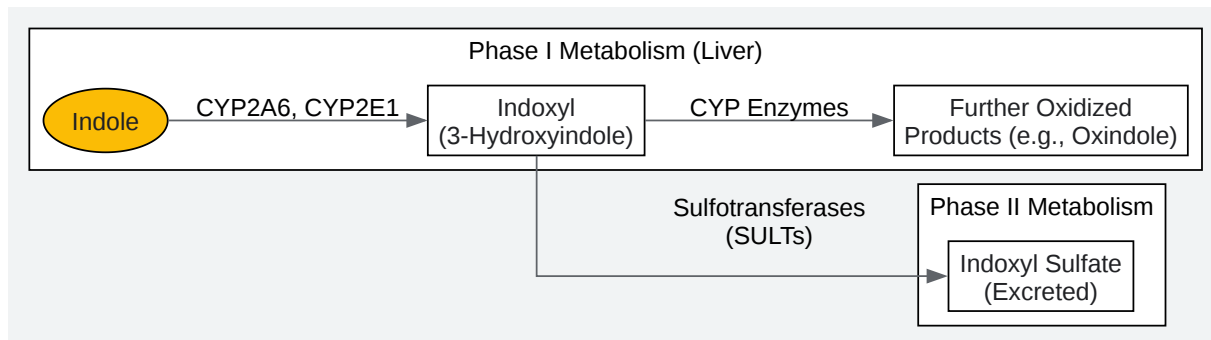 Phase I Metabolism (Liver)
Indole
CYP2A6, CYP2E1
Indoxyl
(3-Hydroxyindole)
CYP Enzymes
Further Oxidized
Products (e.g., Oxindole)
Sulfotransferases
(SULTs)
Phase II Metabolism
Indoxyl Sulfate
(Excreted)